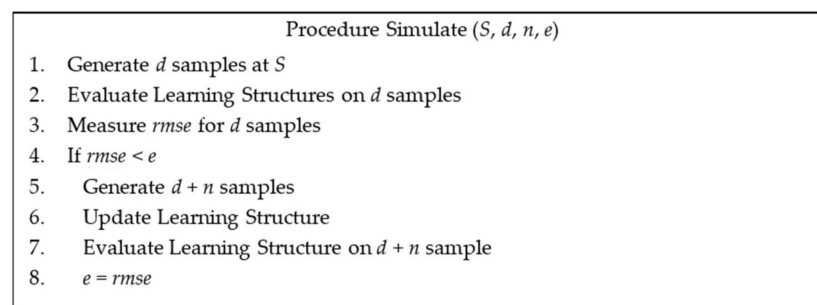 Procedure Simulate (S, d, n, e)
1. Generate d samples at S
2. Evaluate Learning Structures on d samples
3. Measure rmse for d samples
4. If rmse < e
5. Generate d + n samples
6. Update Learning Structure
7. Evaluate Learning Structure on d + n sample
8. e = rmse